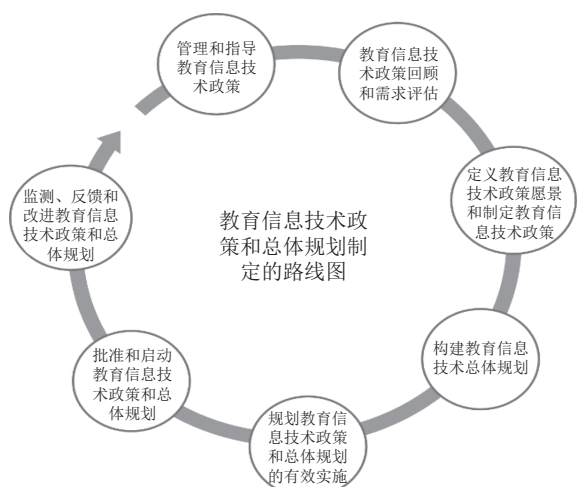 管理和指导
教育信息技
术政策
教育信息技
术政策回顾
和需求评估
定义教育信息
技术政策愿景
和制定教育信
息技术政策
构建教育信息
技术总体规划
规划教育信
息技术政策
和总体规划
的有效实施
批准和启动
教育信息技
术政策和总
体规划
监测、反馈和
改进教育信息
技术政策和总
体规划
教育信息技术政
策和总体规划制
定的路线图